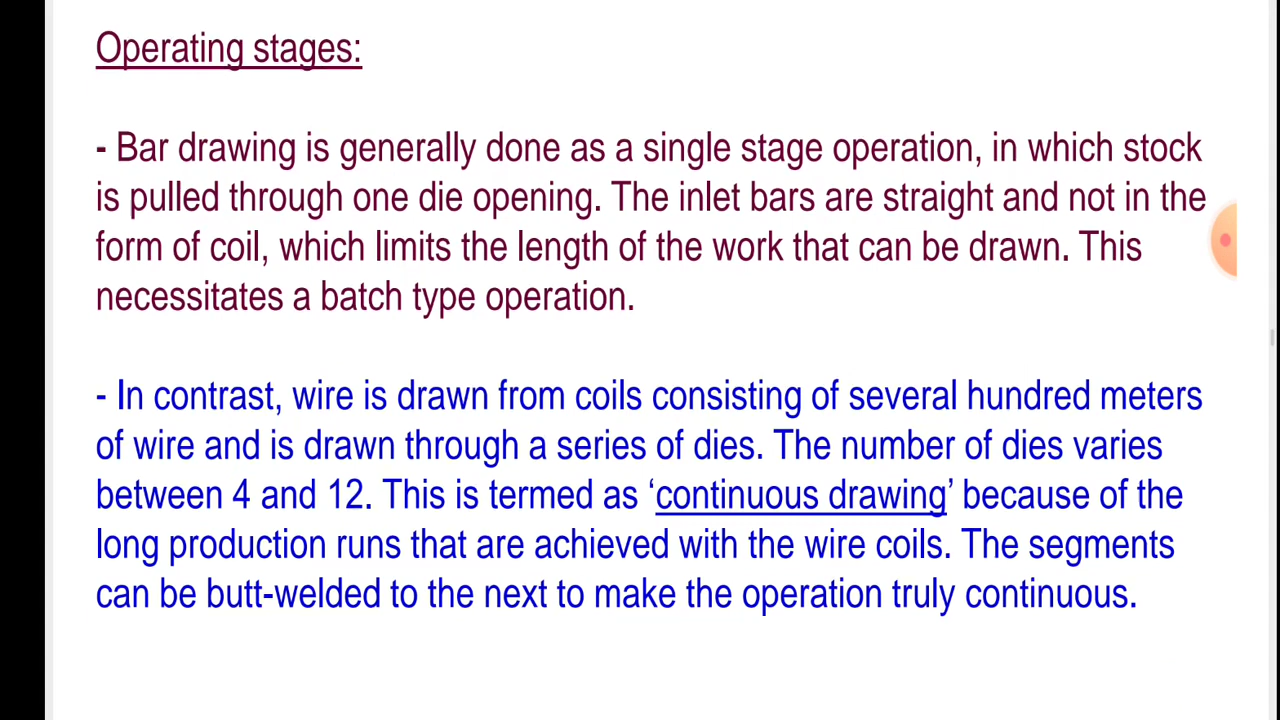 Operating stages:
- Bar drawing is generally done as a single stage operation, in which stock
is pulled through one die opening. The inlet bars are straight and not in the
form of coil, which limits the length of the work that can be drawn. This
necessitates a batch type operation.
- In contrast, wire is drawn from coils consisting of several hundred meters
of wire and is drawn through a series of dies. The number of dies varies
between 4 and 12. This is termed as ‘continuous drawing’ because of the
long production runs that are achieved with the wire coils. The segments
can be butt-welded to the next to make the operation truly continuous.